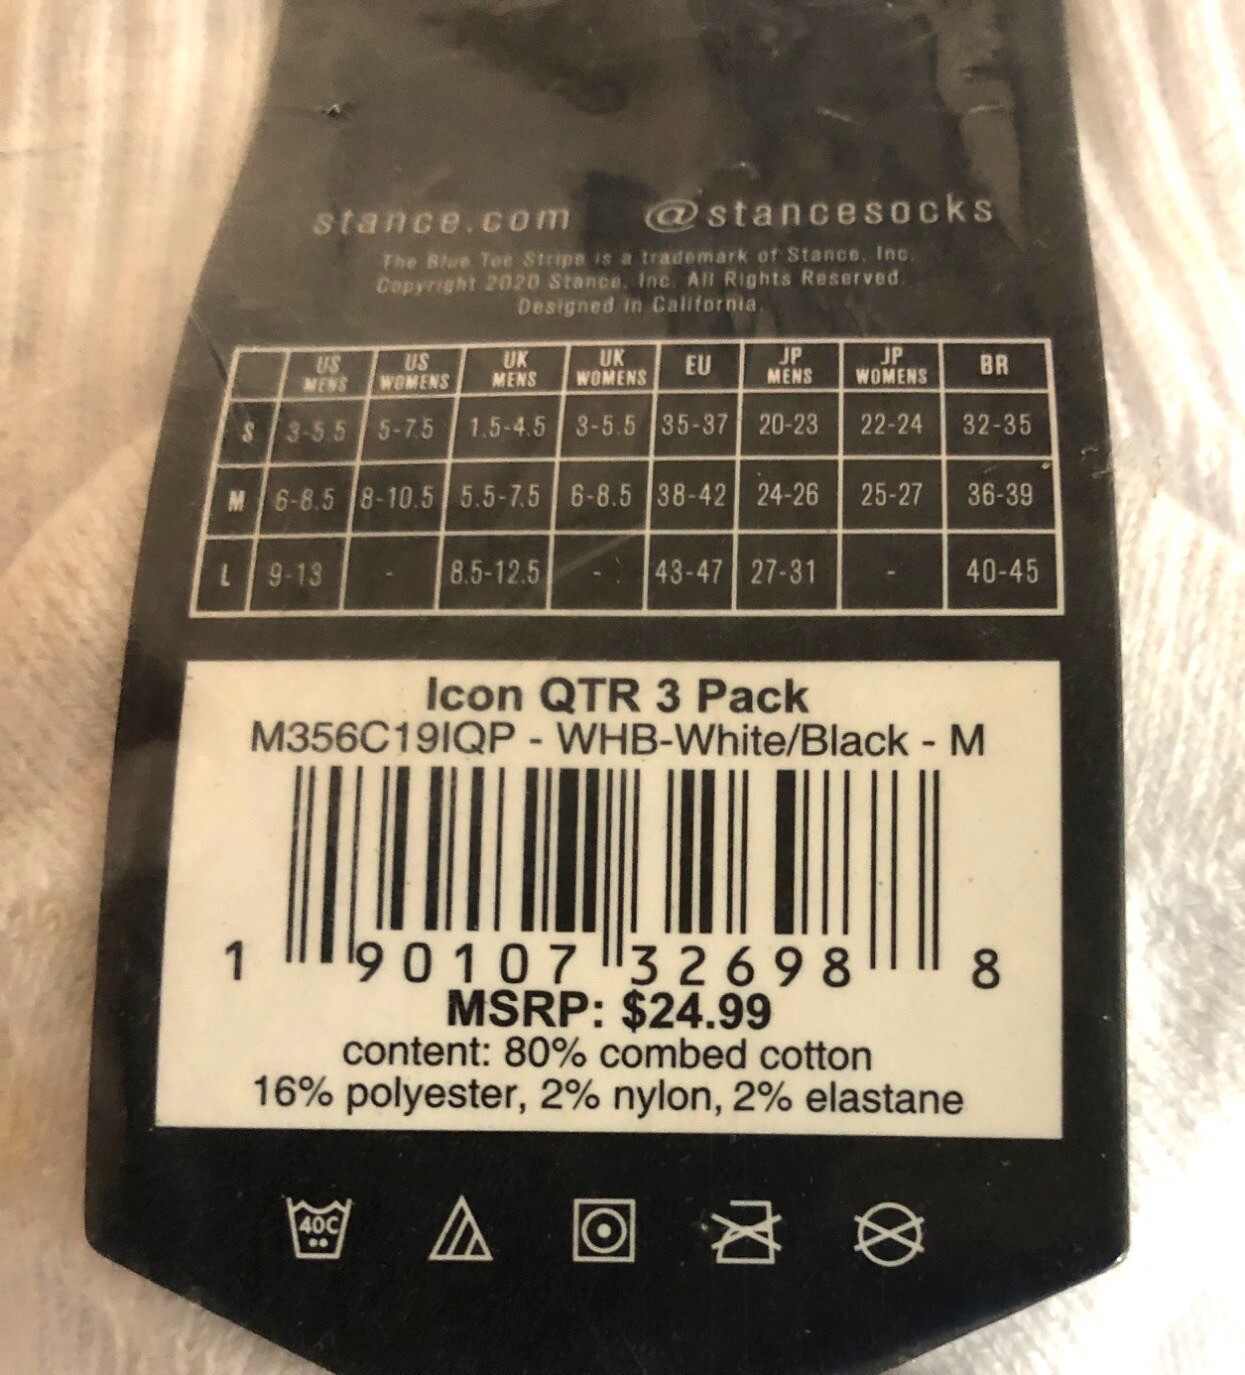 stance.com @stancesocks
The Blue Toe Stripe is a trademark of Stance, Inc.
Copyright 2020 Stance, Inc. All Rights Reserved.
Designed in California.
US MENS US WOMENS UK MENS UK WOMENS EU JP MENS JP WOMENS BR
S 3-5.5 5-7.5 1.5-4.5 3-5.5 35-37 20-23 22-24 32-35
M 6-8.5 8-10.5 5.5-7.5 6-8.5 38-42 24-26 25-27 36-39
L 9-13 - 8.5-12.5 - 43-47 27-31 - 40-45
Icon QTR 3 Pack
M356C19IQP - WHB-White/Black - M
1 90107 32698 8
MSRP: $24.99
content: 80% combed cotton
16% polyester, 2% nylon, 2% elastane
40C